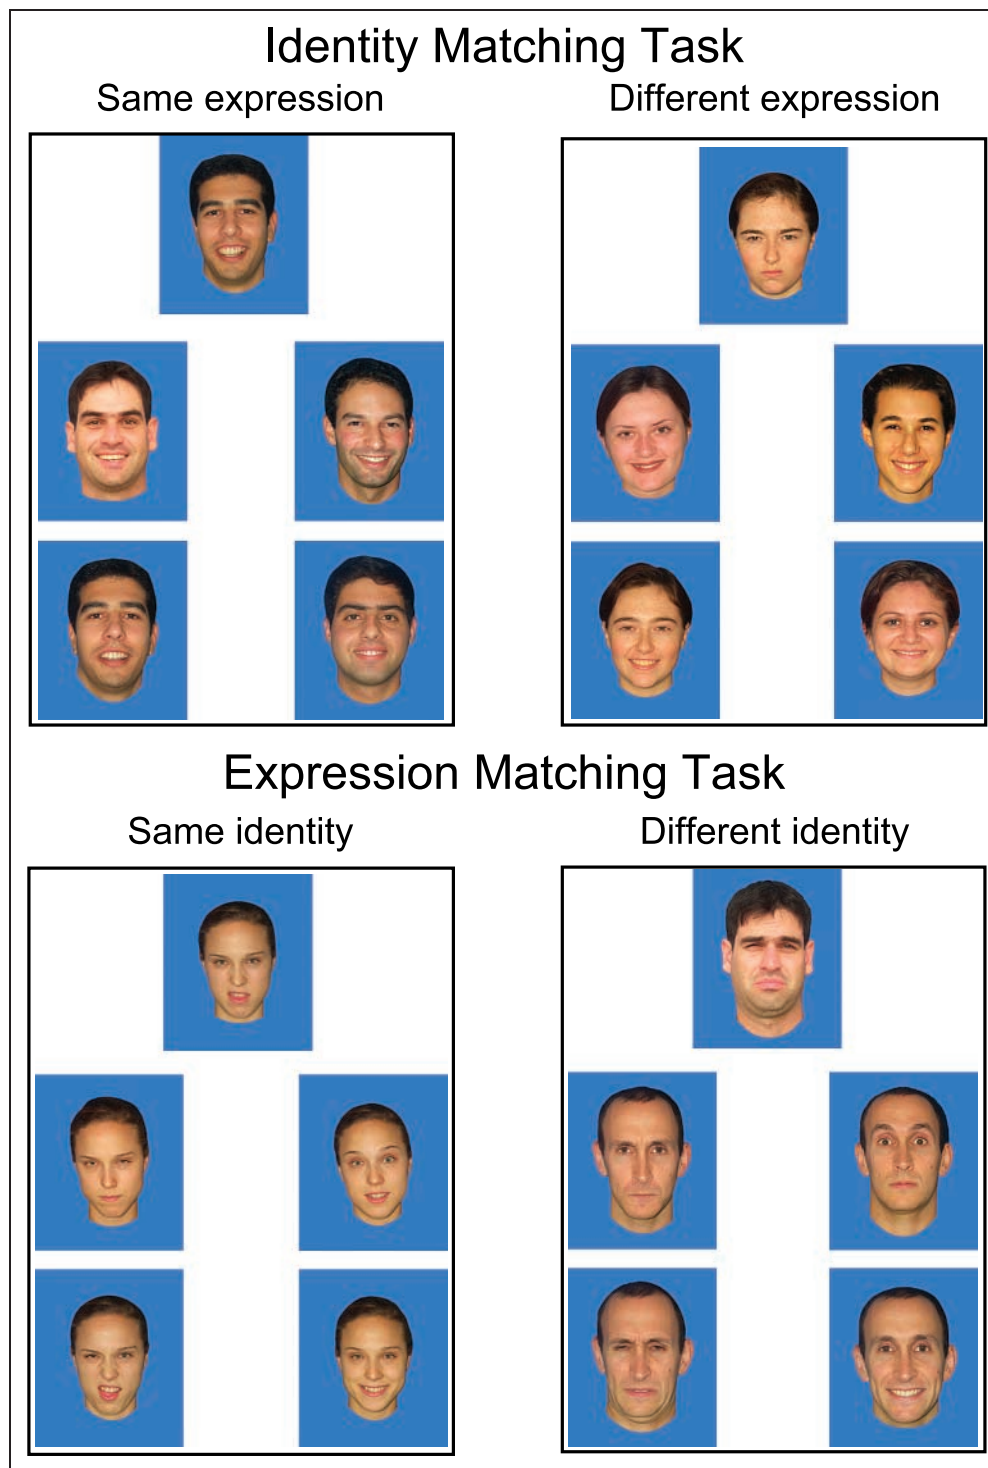 Identity Matching Task
Same expression
Different expression
Expression Matching Task
Same identity
Different identity